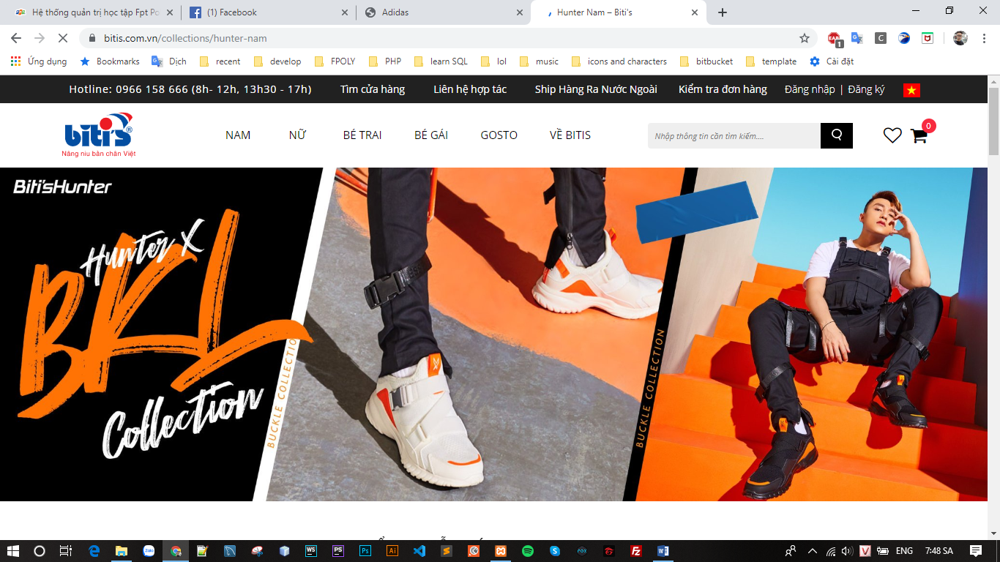 Hệ thống quản trị học tập Fpt Po
(1) Facebook
Adidas
Hunter Nam – Biti's
bitis.com.vn/collections/hunter-nam
1
Ứng dụng Bookmarks Dịch recent develop FPOLY PHP learn SQL lol music icons and characters bitbucket template Cài đặt
Hotline: 0966 158 666 (8h- 12h, 13h30 - 17h) Tìm cửa hàng Liên hệ hợp tác Ship Hàng Ra Nước Ngoài Kiểm tra đơn hàng Đăng nhập | Đăng ký
biti's®
Nâng niu bàn chân Việt
NAM NỮ BÉ TRAI BÉ GÁI GOSTO VỀ BITIS
Nhập thông tin cần tìm kiếm....
0
Biti'sHunter
Hunter X
BKL
Collection
BUCKLE COLLECTION
BUCKLE COLLECTION
ENG 7:48 SA